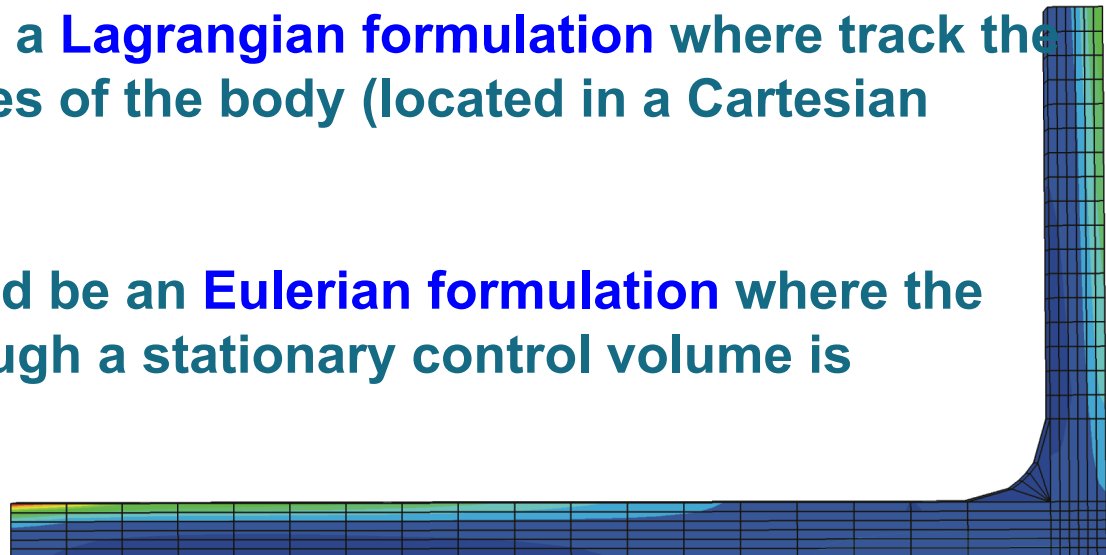 a Lagrangian formulation where track the
es of the body (located in a Cartesian
d be an Eulerian formulation where the
ugh a stationary control volume is